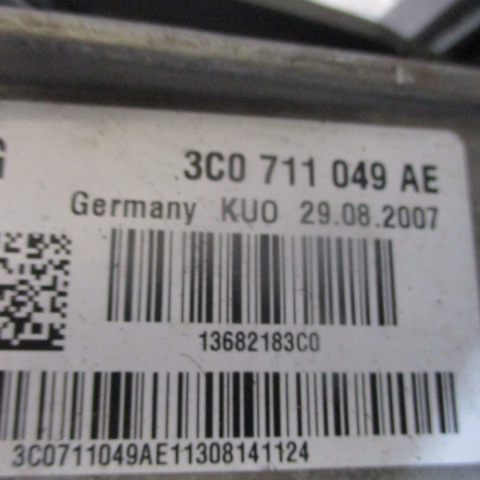 G 3C0 711 049 AE
Germany KUO 29.08.2007
13682183C0
3C0711049AE11308141124